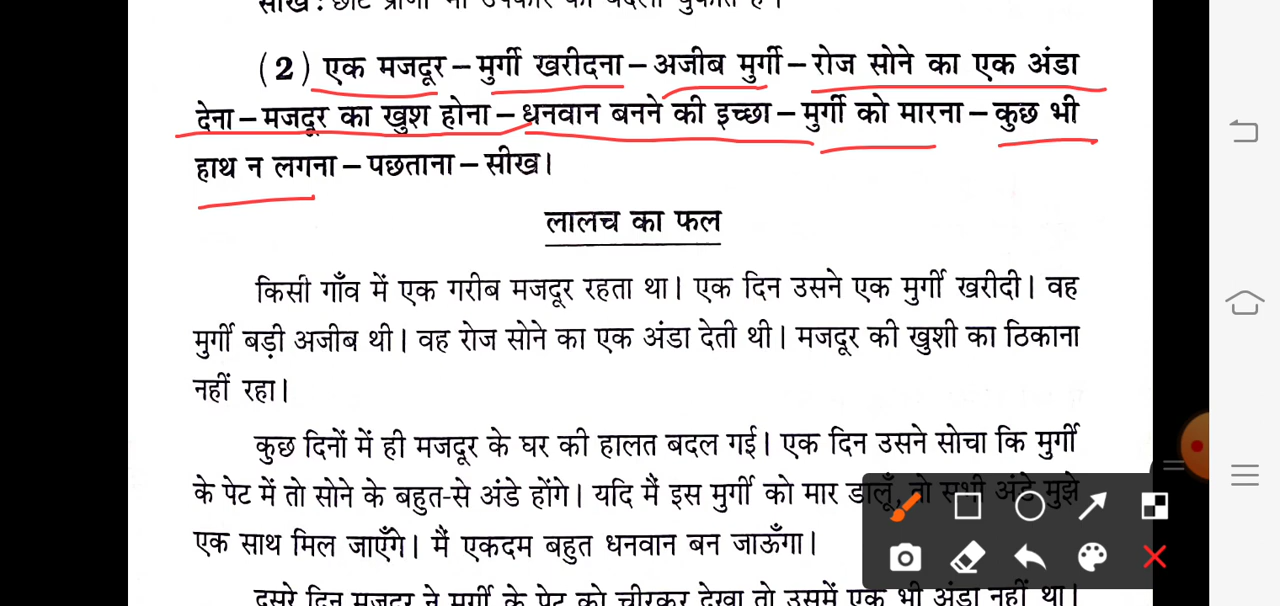 सीख : छोटे प्राणी भी उपकार का बदला चुकाते हैं।
(2) एक मजदूर – मुर्गी खरीदना – अजीब मुर्गी – रोज सोने का एक अंडा
देना – मजदूर का खुश होना – धनवान बनने की इच्छा – मुर्गी को मारना – कुछ भी
हाथ न लगना – पछताना – सीख।
लालच का फल
किसी गाँव में एक गरीब मजदूर रहता था। एक दिन उसने एक मुर्गी खरीदी। वह
मुर्गी बड़ी अजीब थी। वह रोज सोने का एक अंडा देती थी। मजदूर की खुशी का ठिकाना
नहीं रहा।
कुछ दिनों में ही मजदूर के घर की हालत बदल गई। एक दिन उसने सोचा कि मुर्गी
के पेट में तो सोने के बहुत-से अंडे होंगे। यदि मैं इस मुर्गी को मार डालूँ, तो सभी अंडे मुझे
एक साथ मिल जाएँगे। मैं एकदम बहुत धनवान बन जाऊँगा।
दूसरे दिन मजदूर ने मुर्गी के पेट को चीरकर देखा तो उसमें एक भी अंडा नहीं था।